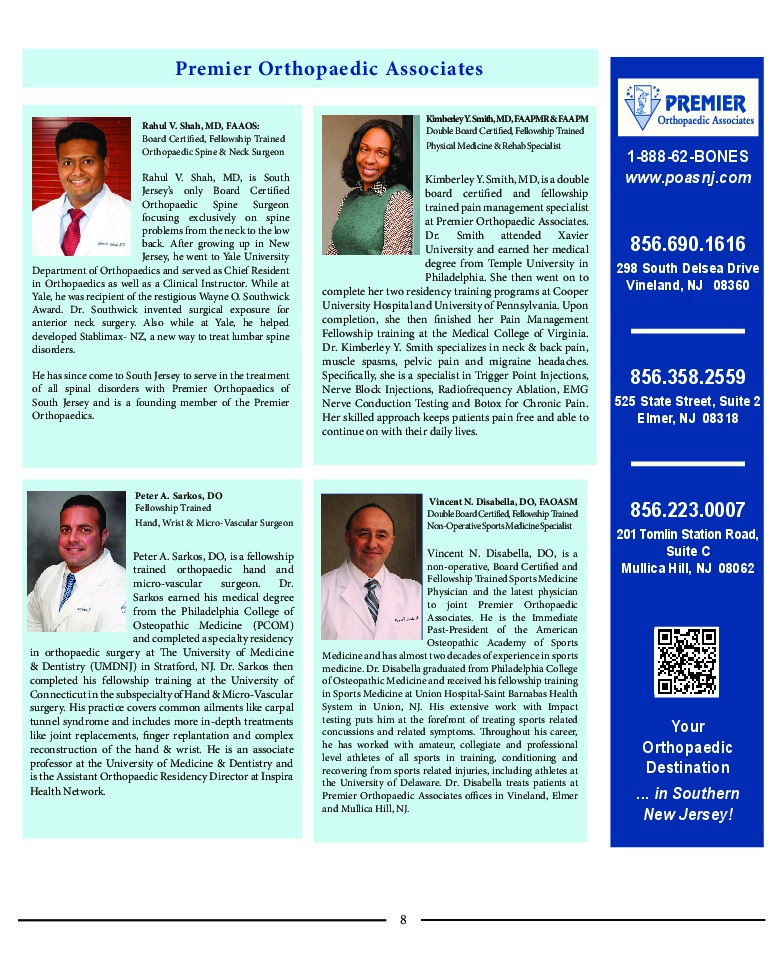 Premier Orthopaedic Associates
Rahul V. Shah, MD, FAAOS:
Board Certified, Fellowship Trained
Orthopaedic Spine & Neck Surgeon
Rahul V. Shah, MD, is South
Jersey's only Board Certified
Orthopaedic Spine Surgeon
focusing exclusively on spine
problems from the neck to the low
back. After growing up in New
Jersey, he went to Yale University
Department of Orthopaedics and served as Chief Resident
in Orthopaedics as well as a Clinical Instructor. While at
Yale, he was recipient of the restigious Wayne O. Southwick
Award. Dr. Southwick invented surgical exposure for
anterior neck surgery. Also while at Yale, he helped
developed Stablimax- NZ, a new way to treat lumbar spine
disorders.
He has since come to South Jersey to serve in the treatment
of all spinal disorders with Premier Orthopaedics of
South Jersey and is a founding member of the Premier
Orthopaedics.
Kimberley Y. Smith, MD, FAAPMR & FAAPM
Double Board Certified, Fellowship Trained
Physical Medicine & Rehab Specialist
Kimberley Y. Smith, MD, is a double
board certified and fellowship
trained pain management specialist
at Premier Orthopaedic Associates.
Dr. Smith attended Xavier
University and earned her medical
degree from Temple University in
Philadelphia. She then went on to
complete her two residency training programs at Cooper
University Hospital and University of Pennsylvania. Upon
completion, she then finished her Pain Management
Fellowship training at the Medical College of Virginia.
Dr. Kimberley Y. Smith specializes in neck & back pain,
muscle spasms, pelvic pain and migraine headaches.
Specifically, she is a specialist in Trigger Point Injections,
Nerve Block Injections, Radiofrequency Ablation, EMG
Nerve Conduction Testing and Botox for Chronic Pain.
Her skilled approach keeps patients pain free and able to
continue on with their daily lives.
Peter A. Sarkos, DO
Fellowship Trained
Hand, Wrist & Micro-Vascular Surgeon
Peter A. Sarkos, DO, is a fellowship
trained orthopaedic hand and
micro-vascular surgeon. Dr.
Sarkos earned his medical degree
from the Philadelphia College of
Osteopathic Medicine (PCOM)
and completed a specialty residency
in orthopaedic surgery at The University of Medicine
& Dentistry (UMDNJ) in Stratford, NJ. Dr. Sarkos then
completed his fellowship training at the University of
Connecticut in the subspecialty of Hand & Micro-Vascular
surgery. His practice covers common ailments like carpal
tunnel syndrome and includes more in-depth treatments
like joint replacements, finger replantation and complex
reconstruction of the hand & wrist. He is an associate
professor at the University of Medicine & Dentistry and
is the Assistant Orthopaedic Residency Director at Inspira
Health Network.
Vincent N. Disabella, DO, FAOASM
Double Board Certified, Fellowship Trained
Non-Operative Sports Medicine Specialist
Vincent N. Disabella, DO, is a
non-operative, Board Certified and
Fellowship Trained Sports Medicine
Physician and the latest physician
to joint Premier Orthopaedic
Associates. He is the Immediate
Past-President of the American
Osteopathic Academy of Sports
Medicine and has almost two decades of experience in sports
medicine. Dr. Disabella graduated from Philadelphia College
of Osteopathic Medicine and received his fellowship training
in Sports Medicine at Union Hospital-Saint Barnabas Health
System in Union, NJ. His extensive work with Impact
testing puts him at the forefront of treating sports related
concussions and related symptoms. Throughout his career,
he has worked with amateur, collegiate and professional
level athletes of all sports in training, conditioning and
recovering from sports related injuries, including athletes at
the University of Delaware. Dr. Disabella treats patients at
Premier Orthopaedic Associates offices in Vineland, Elmer
and Mullica Hill, NJ.
PREMIER
Orthopaedic Associates
1-888-62-BONES
www.poasnj.com
856.690.1616
298 South Delsea Drive
Vineland, NJ 08360
856.358.2559
525 State Street, Suite 2
Elmer, NJ 08318
856.223.0007
201 Tomlin Station Road,
Suite C
Mullica Hill, NJ 08062
Your
Orthopaedic
Destination
... in Southern
New Jersey!
8